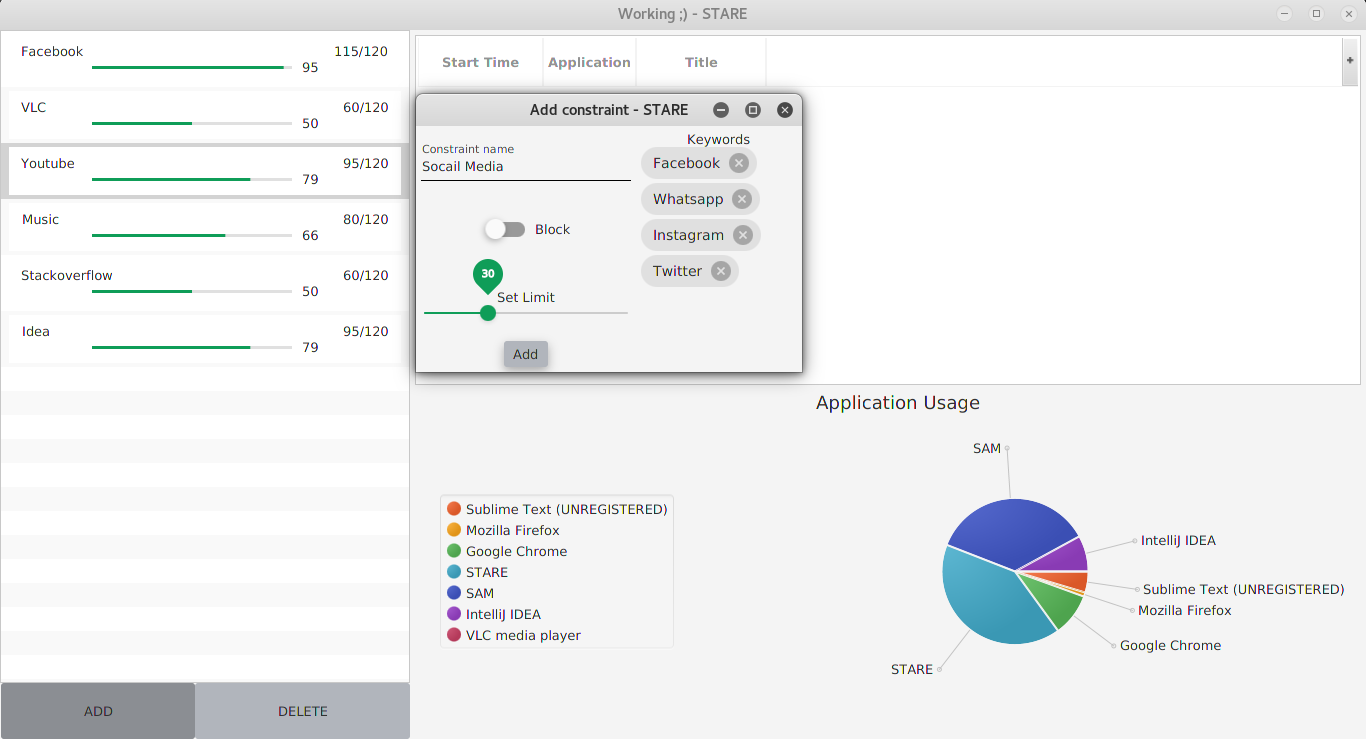 Working ;) - STARE
Facebook 115/120
95
VLC 60/120
50
Youtube 95/120
79
Music 80/120
66
Stackoverflow 60/120
50
Idea 95/120
79
ADD DELETE
Start Time Application Title +
Add constraint - STARE
Constraint name
Socail Media
Block
30
Set Limit
Add
Keywords
Facebook
Whatsapp
Instagram
Twitter
Application Usage
Sublime Text (UNREGISTERED)
Mozilla Firefox
Google Chrome
STARE
SAM
IntelliJ IDEA
VLC media player
SAM
IntelliJ IDEA
Sublime Text (UNREGISTERED)
Mozilla Firefox
Google Chrome
STARE